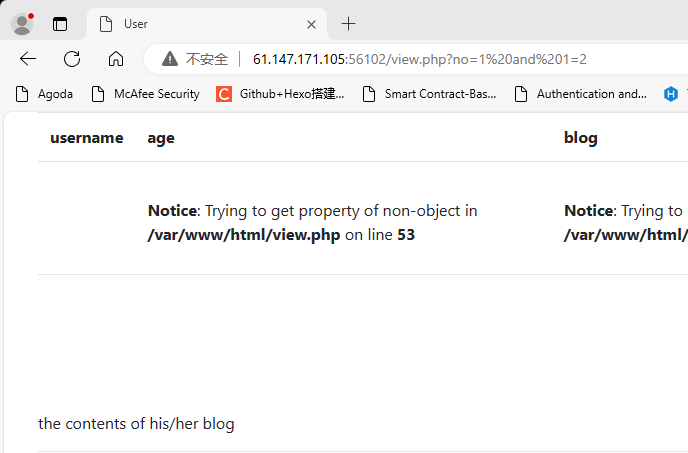 User
不安全 61.147.171.105:56102/view.php?no=1%20and%201=2
Agoda McAfee Security Github+Hexo搭建... Smart Contract-Bas... Authentication and...
username age blog
Notice: Trying to get property of non-object in Notice: Trying to
/var/www/html/view.php on line 53 /var/www/html/
the contents of his/her blog